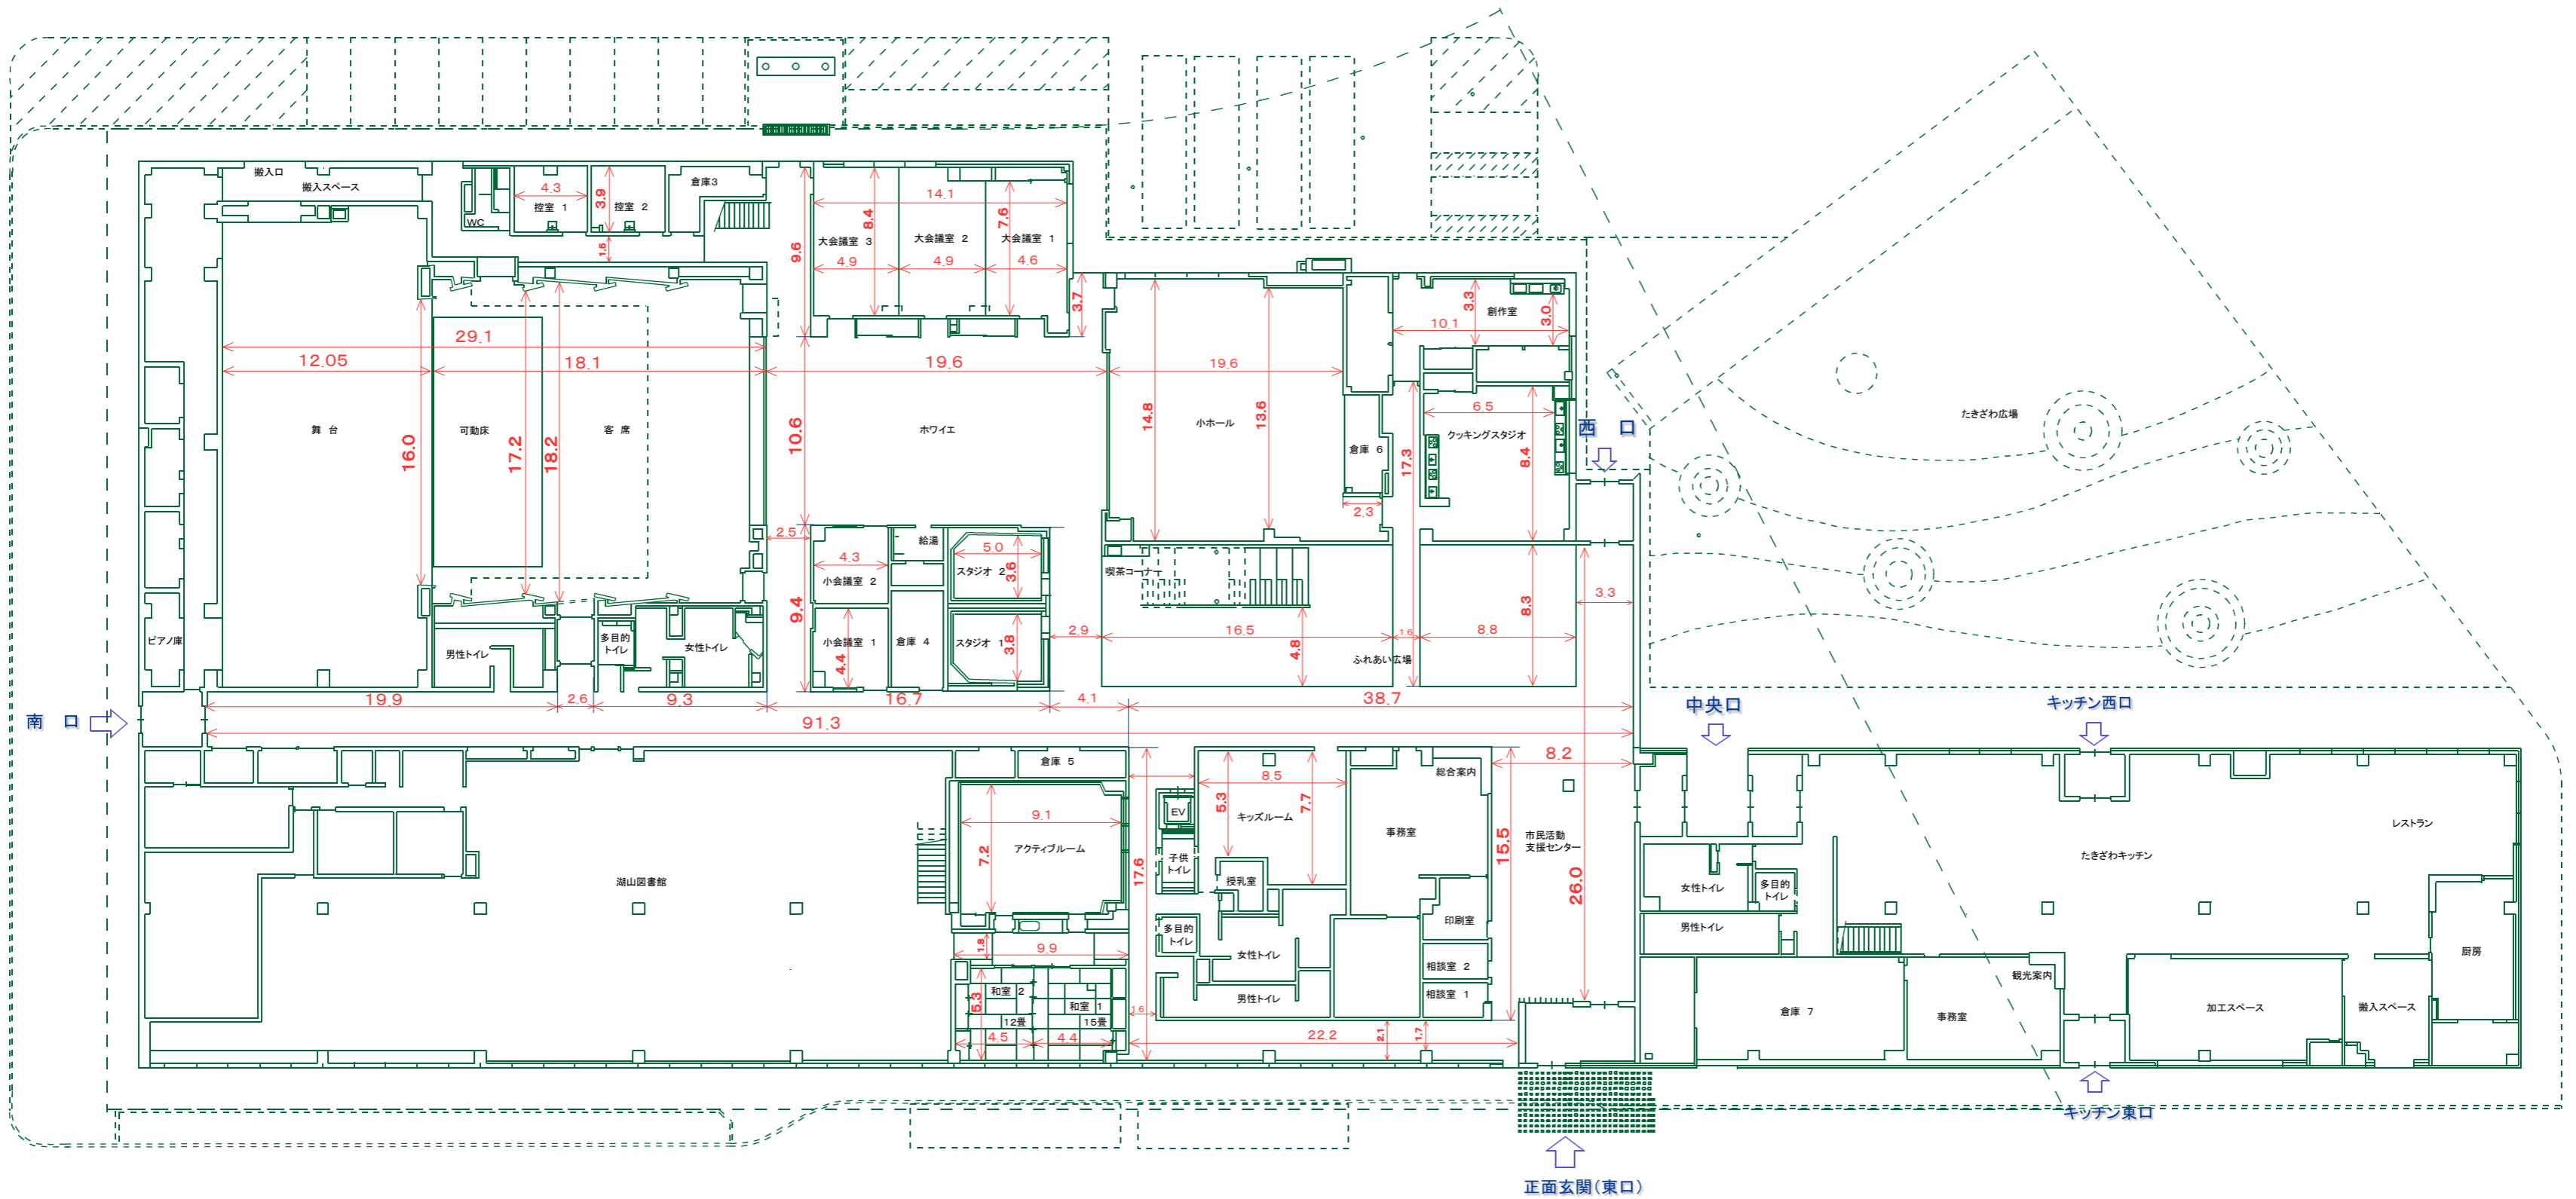 搬入口
搬入スペース
WC
4.3
控室 1
3.9
控室 2
1.5
倉庫3
9.6
14.1
8.4
7.6
大会議室 3
大会議室 2
大会議室 1
4.9
4.9
4.6
3.7
3.3
創作室
3.0
10.1
29.1
12.05
18.1
19.6
19.6
舞 台
可動床
客 席
16.0
17.2
18.2
10.6
ホワイエ
14.8
小ホール
13.6
倉庫 6
2.3
17.3
6.5
クッキングスタジオ
8.4
西 口
たきざわ広場
2.5
4.3
小会議室 2
給湯
5.0
スタジオ 2
3.6
喫茶コーナー
9.4
小会議室 1
4.4
倉庫 4
スタジオ 1
3.8
2.9
16.5
4.8
1.6
8.8
8.3
3.3
ふれあい広場
ピアノ庫
男性トイレ
多目的
トイレ
女性トイレ
19.9
2.6
9.3
16.7
4.1
38.7
南 口
91.3
中央口
キッチン西口
倉庫 5
8.5
5.3
7.7
キッズルーム
総合案内
8.2
9.1
7.2
アクティブルーム
EV
子供
トイレ
17.6
授乳室
事務室
15.5
市民活動
支援センター
26.0
レストラン
たきざわキッチン
湖山図書館
印刷室
女性トイレ
多目的
トイレ
男性トイレ
1.8
9.9
多目的
トイレ
女性トイレ
男性トイレ
相談室 2
相談室 1
和室 2
和室 1
5.3
12畳
15畳
4.5
4.4
1.6
22.2
2.1
1.7
厨房
観光案内
倉庫 7
事務室
加工スペース
搬入スペース
キッチン東口
正面玄関(東口)